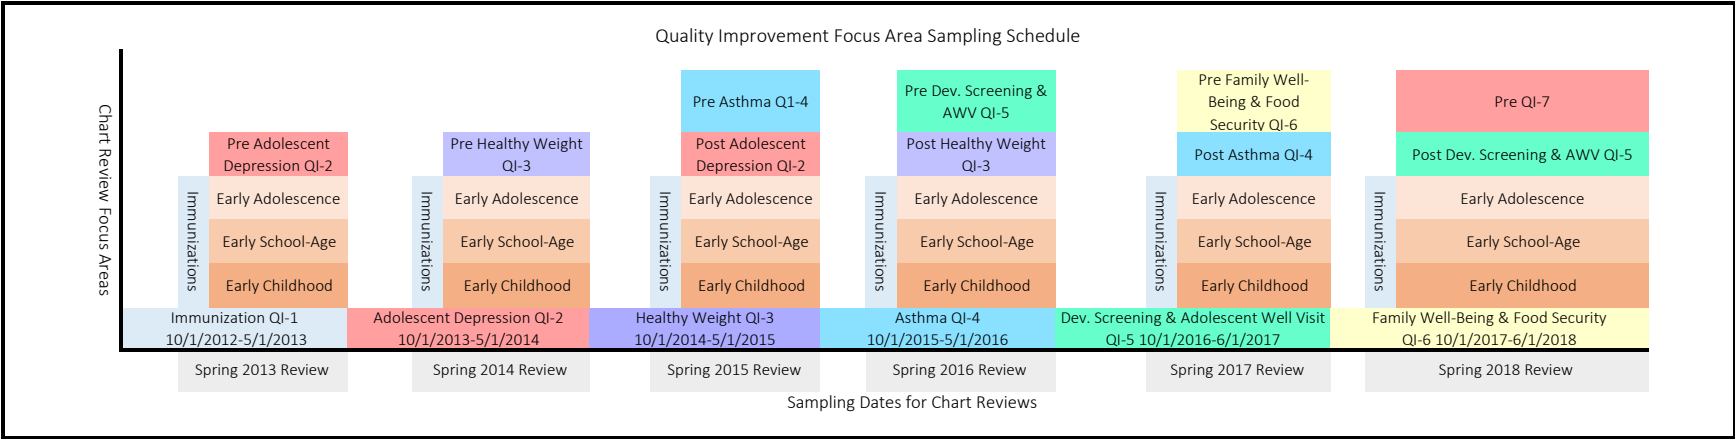 Quality Improvement Focus Area Sampling Schedule
Chart Review Focus Areas
Pre Adolescent
Depression QI-2
Immunizations
Early Adolescence
Early School-Age
Early Childhood
Immunization QI-1
10/1/2012-5/1/2013
Spring 2013 Review
Pre Healthy Weight
QI-3
Immunizations
Early Adolescence
Early School-Age
Early Childhood
Adolescent Depression QI-2
10/1/2013-5/1/2014
Spring 2014 Review
Pre Asthma Q1-4
Post Adolescent
Depression QI-2
Immunizations
Early Adolescence
Early School-Age
Early Childhood
Healthy Weight QI-3
10/1/2014-5/1/2015
Spring 2015 Review
Pre Dev. Screening &
AWV QI-5
Post Healthy Weight
QI-3
Immunizations
Early Adolescence
Early School-Age
Early Childhood
Asthma QI-4
10/1/2015-5/1/2016
Spring 2016 Review
Pre Family Well-
Being & Food
Security QI-6
Post Asthma QI-4
Immunizations
Early Adolescence
Early School-Age
Early Childhood
Dev. Screening & Adolescent Well Visit
QI-5 10/1/2016-6/1/2017
Spring 2017 Review
Pre QI-7
Post Dev. Screening & AWV QI-5
Immunizations
Early Adolescence
Early School-Age
Early Childhood
Family Well-Being & Food Security
QI-6 10/1/2017-6/1/2018
Spring 2018 Review
Sampling Dates for Chart Reviews